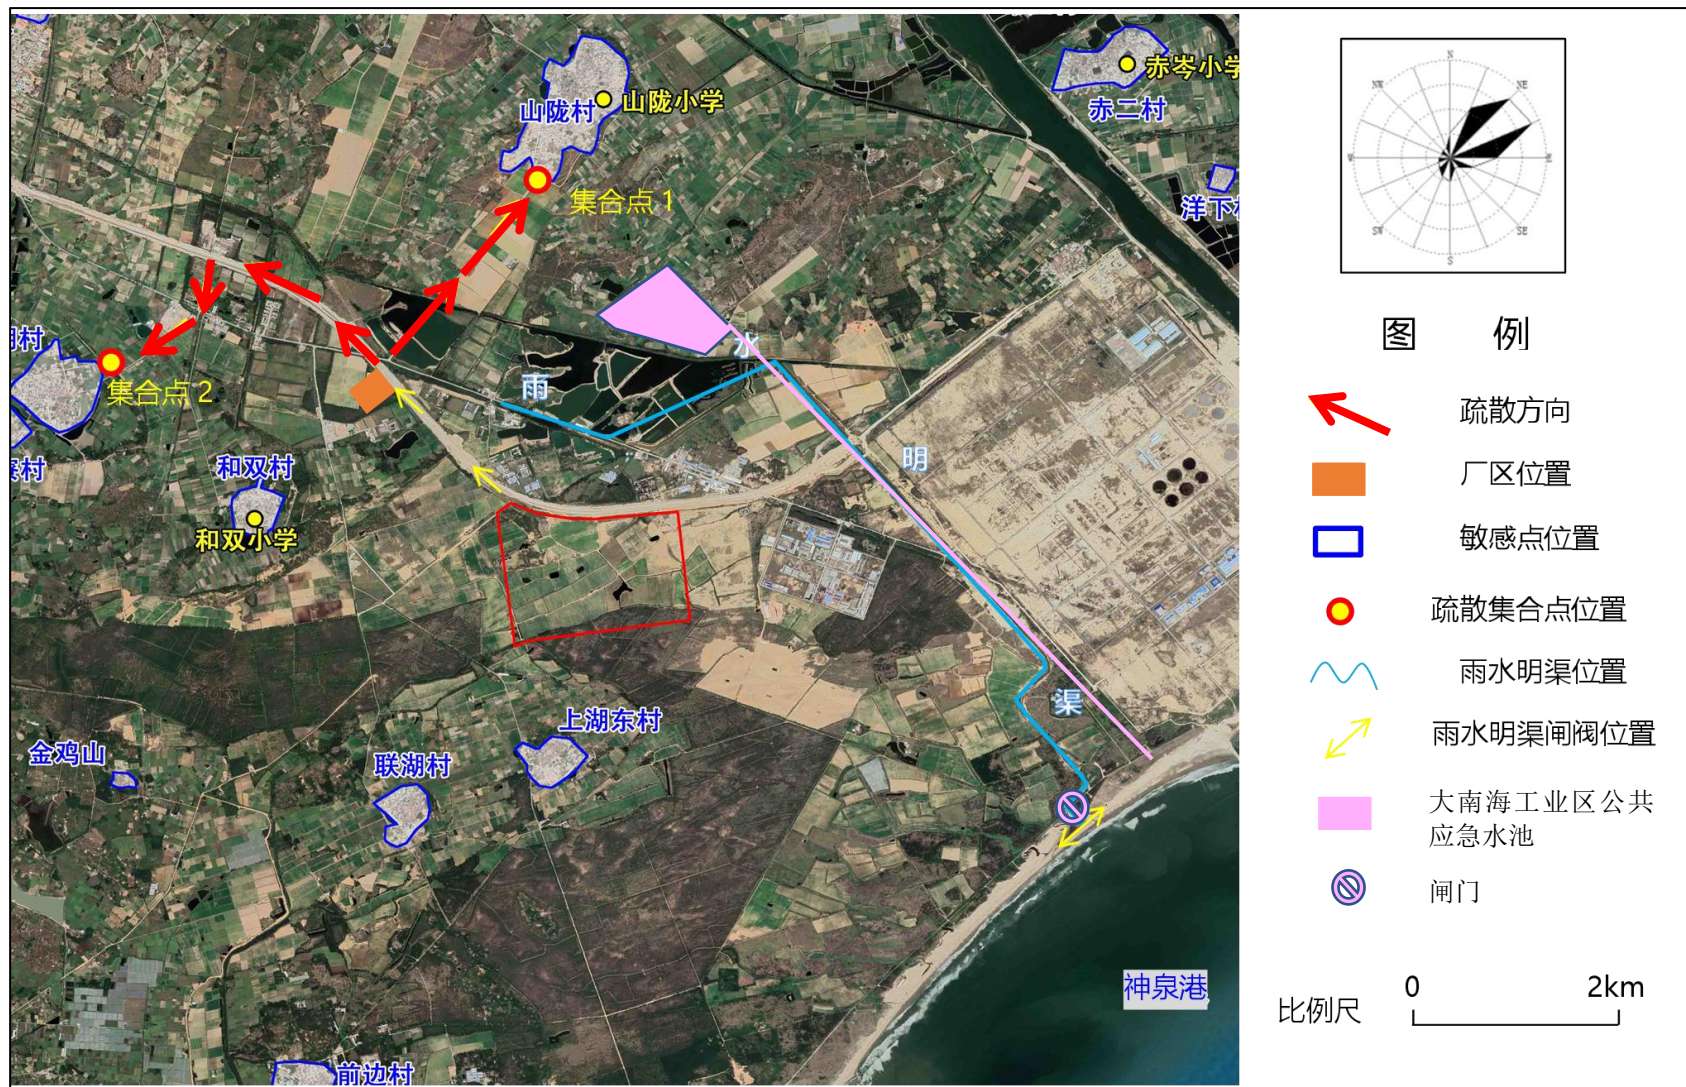 山陇村
山陇小学
赤岑小学
赤二村
洋下
集合点 1
集合点 2
雨
水
明
渠
和双村
和双小学
金鸡山
联湖村
上湖东村
前边村
神泉港
N
NE
E
SE
S
SW
W
NW
图 例
疏散方向
厂区位置
敏感点位置
疏散集合点位置
雨水明渠位置
雨水明渠闸阀位置
大南海工业区公共
应急水池
闸门
比例尺
0
2km